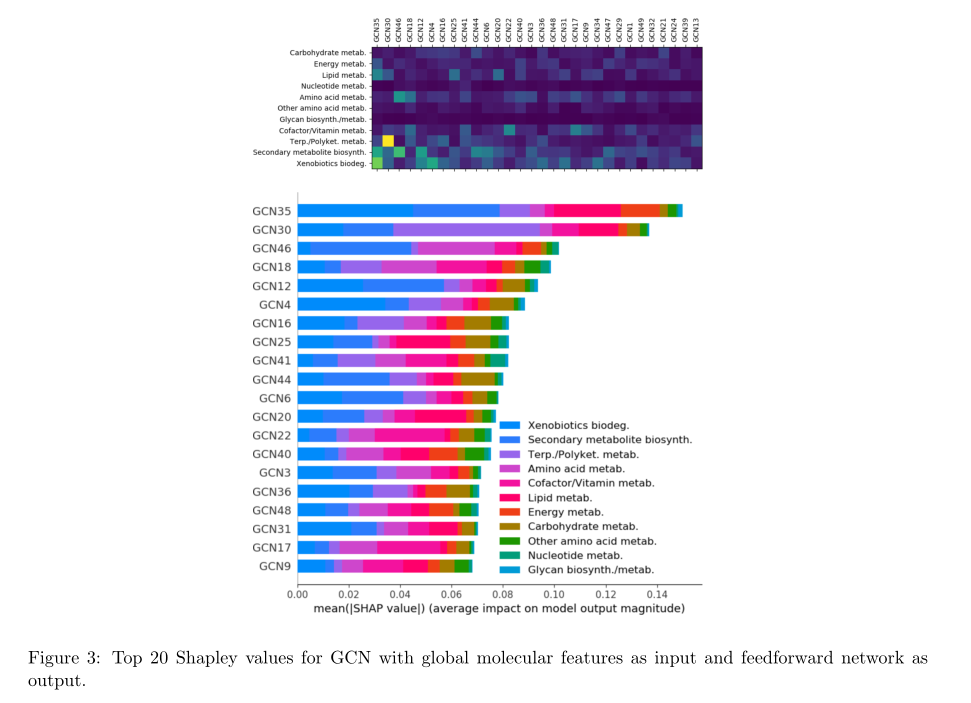 GCN35 GCN30 GCN46 GCN18 GCN12 GCN4 GCN16 GCN25 GCN41 GCN44 GCN6 GCN20 GCN22 GCN40 GCN3 GCN36 GCN48 GCN31 GCN17 GCN9 GCN34 GCN47 GCN29 GCN1 GCN49 GCN32 GCN21 GCN24 GCN39 GCN13
Carbohydrate metab.
Energy metab.
Lipid metab.
Nucleotide metab.
Amino acid metab.
Other amino acid metab.
Glycan biosynth./metab.
Cofactor/Vitamin metab.
Terp./Polyket. metab.
Secondary metabolite biosynth.
Xenobiotics biodeg.
GCN35
GCN30
GCN46
GCN18
GCN12
GCN4
GCN16
GCN25
GCN41
GCN44
GCN6
GCN20
GCN22
GCN40
GCN3
GCN36
GCN48
GCN31
GCN17
GCN9
Xenobiotics biodeg.
Secondary metabolite biosynth.
Terp./Polyket. metab.
Amino acid metab.
Cofactor/Vitamin metab.
Lipid metab.
Energy metab.
Carbohydrate metab.
Other amino acid metab.
Nucleotide metab.
Glycan biosynth./metab.
0.00 0.02 0.04 0.06 0.08 0.10 0.12 0.14
mean(|SHAP value|) (average impact on model output magnitude)
Figure 3: Top 20 Shapley values for GCN with global molecular features as input and feedforward network as
output.